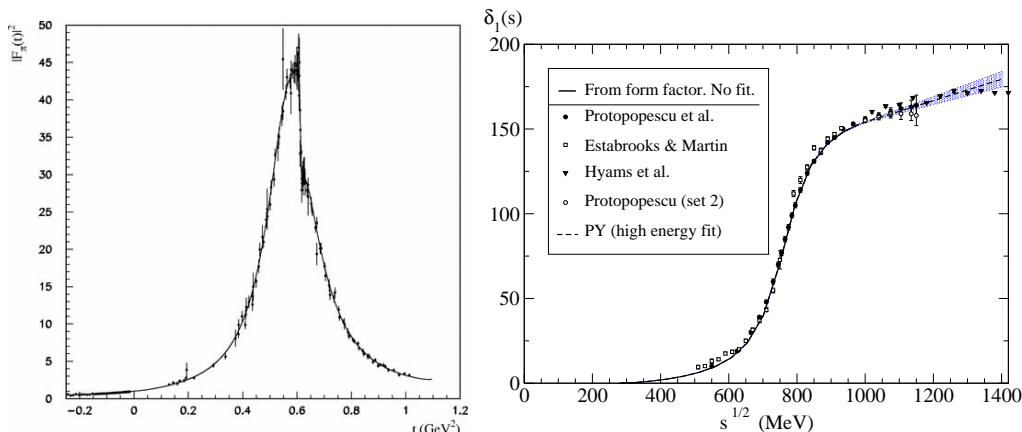 |F_π(t)|²
50
45
40
35
30
25
20
15
10
5
0
−0.2 0 0.2 0.4 0.6 0.8 1 1.2
t (GeV²)
δ₁(s)
200
150
100
50
0
From form factor. No fit.
Protopopescu et al.
Estabrooks & Martin
Hyams et al.
Protopopescu (set 2)
PY (high energy fit)
0 200 400 600 800 1000 1200 1400
s^{1/2} (MeV)